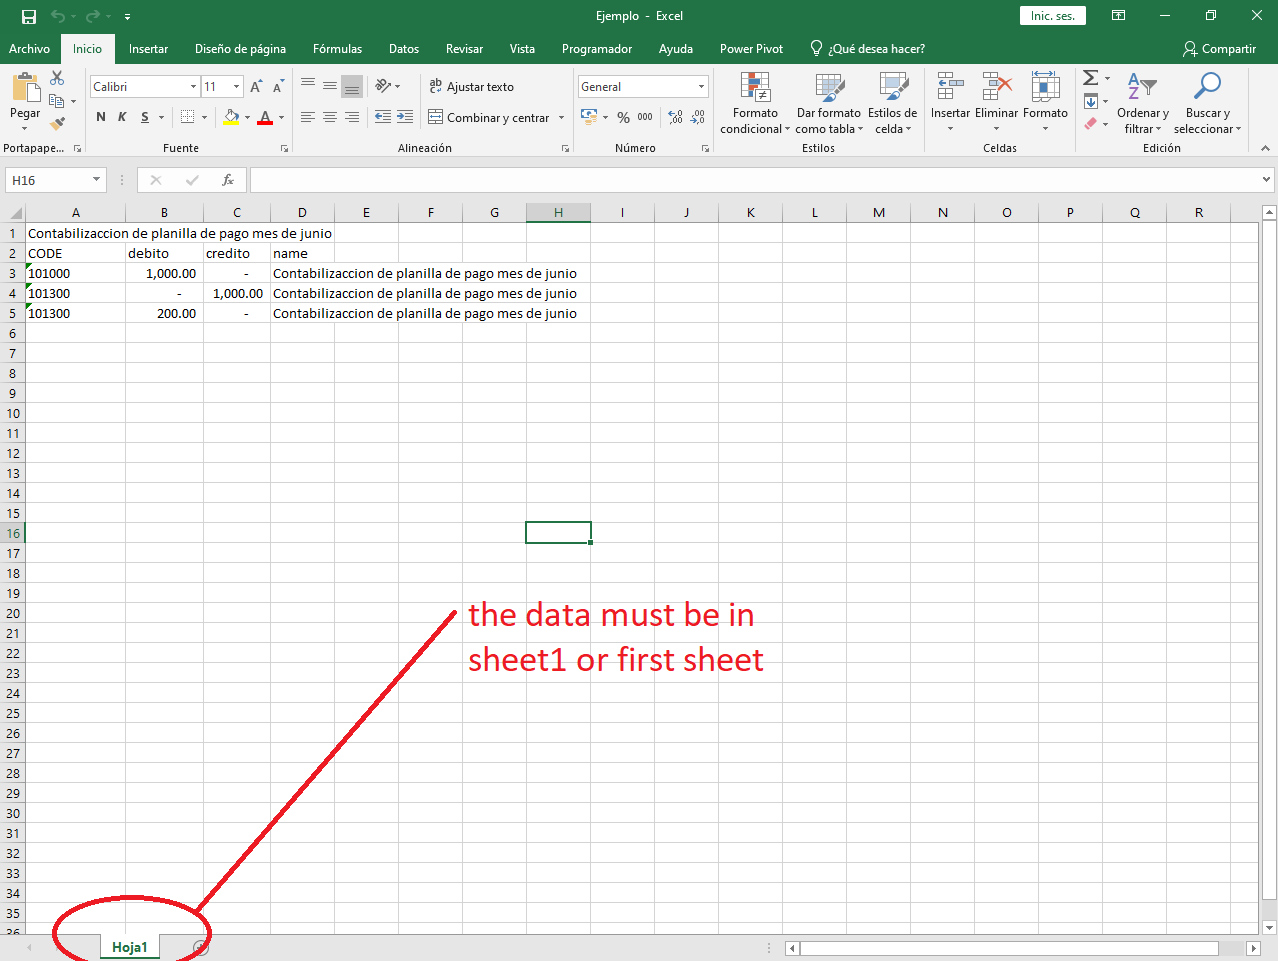 Ejemplo - Excel
Inic. ses.
Archivo Inicio Insertar Diseño de página Fórmulas Datos Revisar Vista Programador Ayuda Power Pivot ¿Qué desea hacer? Compartir
Pegar
Portapape...
Calibri 11
N K S
Fuente
Ajustar texto
Combinar y centrar
Alineación
General
% 000
Número
Formato condicional
Dar formato como tabla
Estilos de celda
Estilos
Insertar Eliminar Formato
Celdas
Ordenar y filtrar
Buscar y seleccionar
Edición
H16 fx
A B C D E F G H I J K L M N O P Q R
1 Contabilizaccion de planilla de pago mes de junio
2 CODE debito credito name
3 101000 1,000.00 - Contabilizaccion de planilla de pago mes de junio
4 101300 - 1,000.00 Contabilizaccion de planilla de pago mes de junio
5 101300 200.00 - Contabilizaccion de planilla de pago mes de junio
6
7
8
9
10
11
12
13
14
15
16
17
18
19
20
21
22
23
24
25
26
27
28
29
30
31
32
33
34
35
36
the data must be in
sheet1 or first sheet
Hoja1